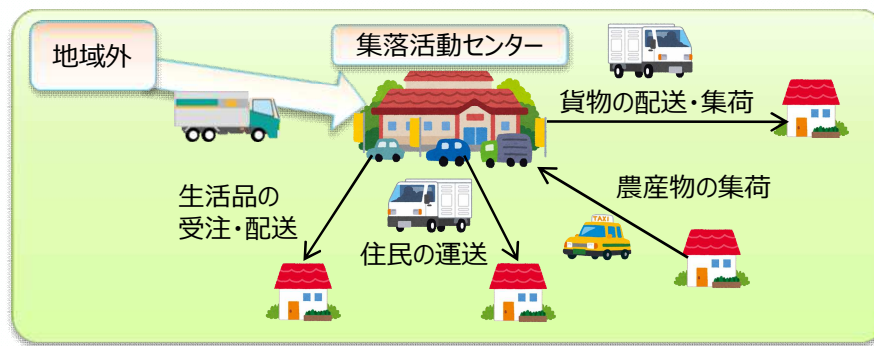 地域外
集落活動センター
貨物の配送・集荷
生活品の
受注・配送
住民の運送
農産物の集荷
TAXI